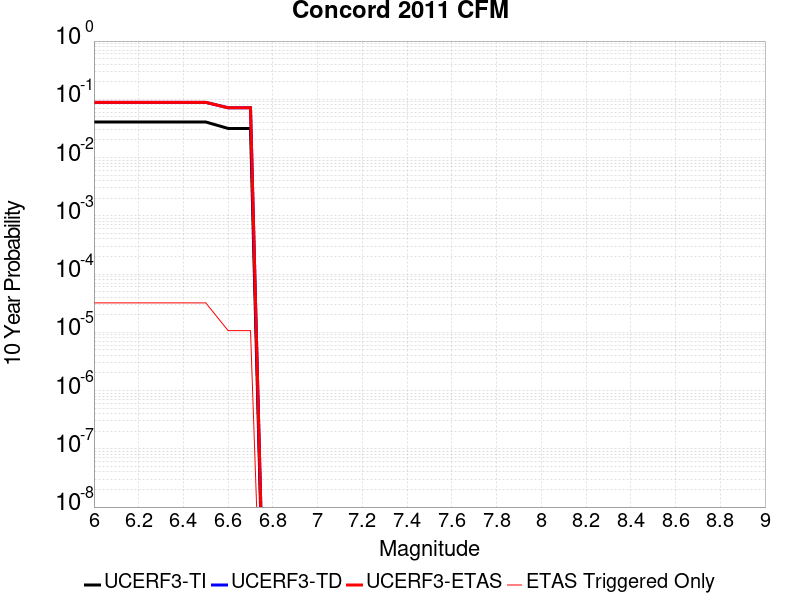 Concord 2011 CFM
10 Year Probability
10^0
10^-1
10^-2
10^-3
10^-4
10^-5
10^-6
10^-7
10^-8
6 6.2 6.4 6.6 6.8 7 7.2 7.4 7.6 7.8 8 8.2 8.4 8.6 8.8 9
Magnitude
UCERF3-TI UCERF3-TD UCERF3-ETAS ETAS Triggered Only